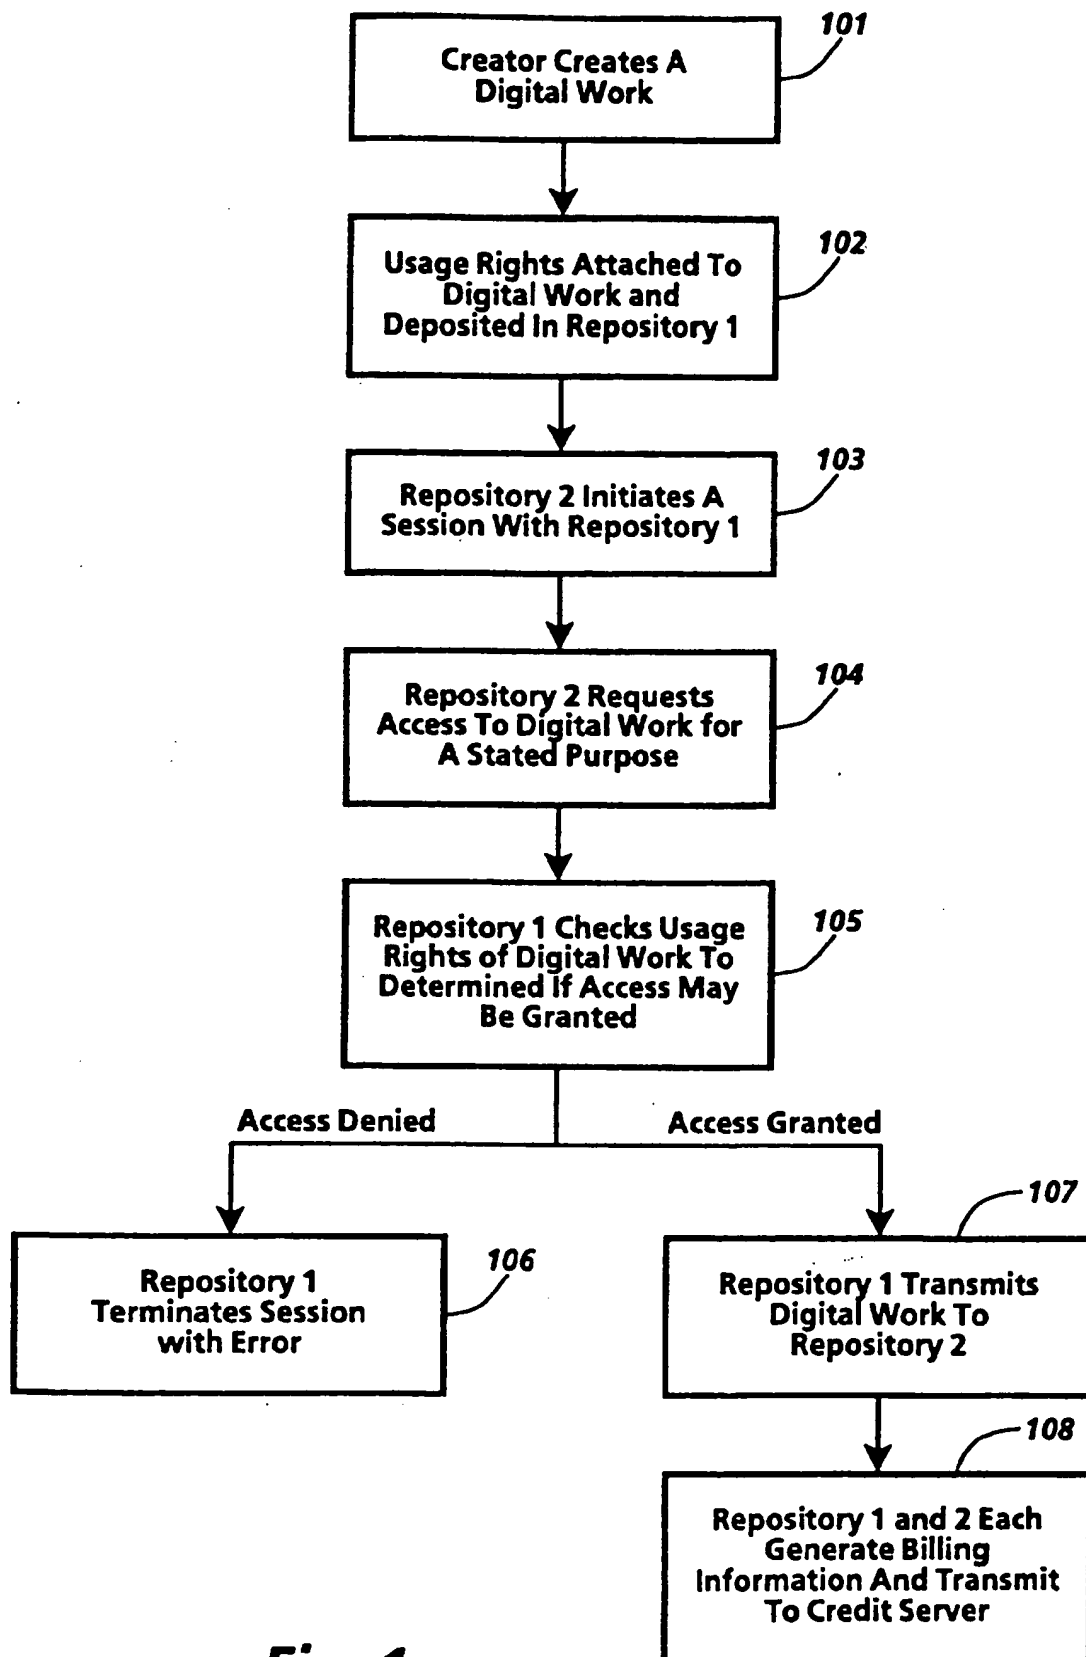 101
Creator Creates A
Digital Work
102
Usage Rights Attached To
Digital Work and
Deposited In Repository 1
103
Repository 2 Initiates A
Session With Repository 1
104
Repository 2 Requests
Access To Digital Work for
A Stated Purpose
105
Repository 1 Checks Usage
Rights of Digital Work To
Determined If Access May
Be Granted
Access Denied
Access Granted
106
Repository 1
Terminates Session
with Error
107
Repository 1 Transmits
Digital Work To
Repository 2
108
Repository 1 and 2 Each
Generate Billing
Information And Transmit
To Credit Server